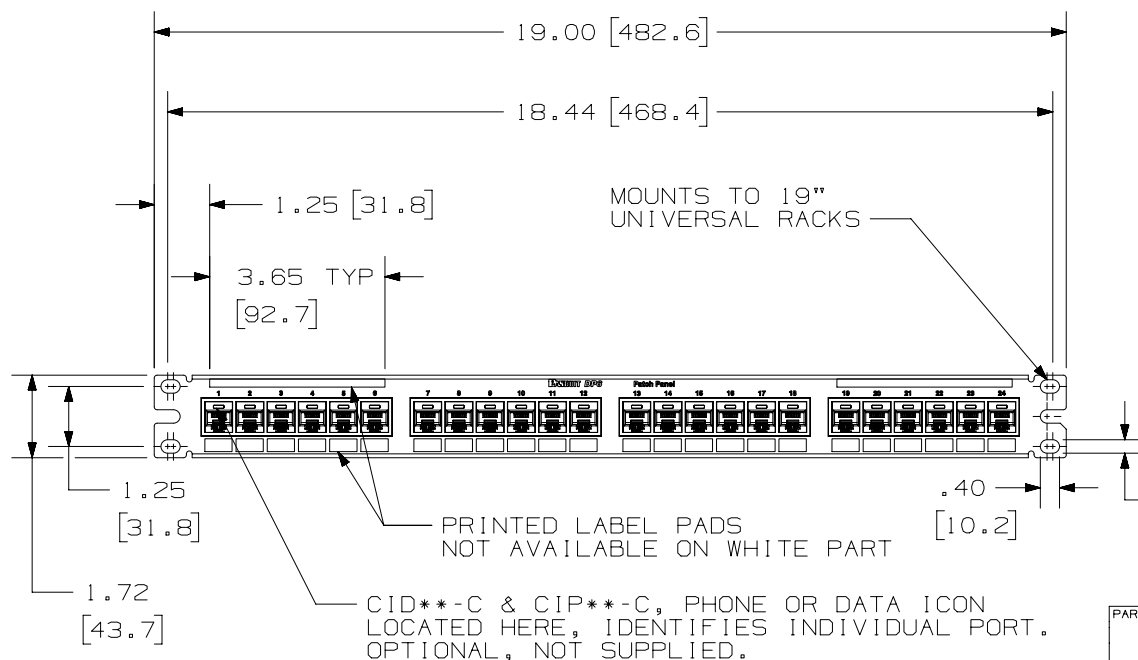 19.00 [482.6]
18.44 [468.4]
1.25 [31.8]
MOUNTS TO 19"
UNIVERSAL RACKS
3.65 TYP
[92.7]
PANDUIT DP6 Patch Panel
1 2 3 4 5 6 7 8 9 10 11 12 13 14 15 16 17 18 19 20 21 22 23 24
1.25
[31.8]
.40
[10.2]
PRINTED LABEL PADS
NOT AVAILABLE ON WHITE PART
1.72
[43.7]
CID**-C & CIP**-C, PHONE OR DATA ICON
LOCATED HERE, IDENTIFIES INDIVIDUAL PORT.
OPTIONAL, NOT SUPPLIED.
PAR